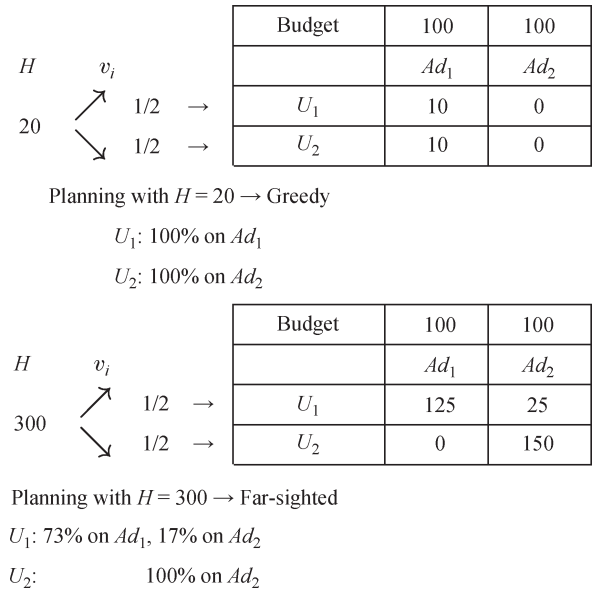 Budget 100 100
H v_i Ad_1 Ad_2
20 1/2 → U_1 10 0
1/2 → U_2 10 0
Planning with H = 20 → Greedy
U_1: 100% on Ad_1
U_2: 100% on Ad_2
Budget 100 100
H v_i Ad_1 Ad_2
300 1/2 → U_1 125 25
1/2 → U_2 0 150
Planning with H = 300 → Far-sighted
U_1: 73% on Ad_1, 17% on Ad_2
U_2: 100% on Ad_2